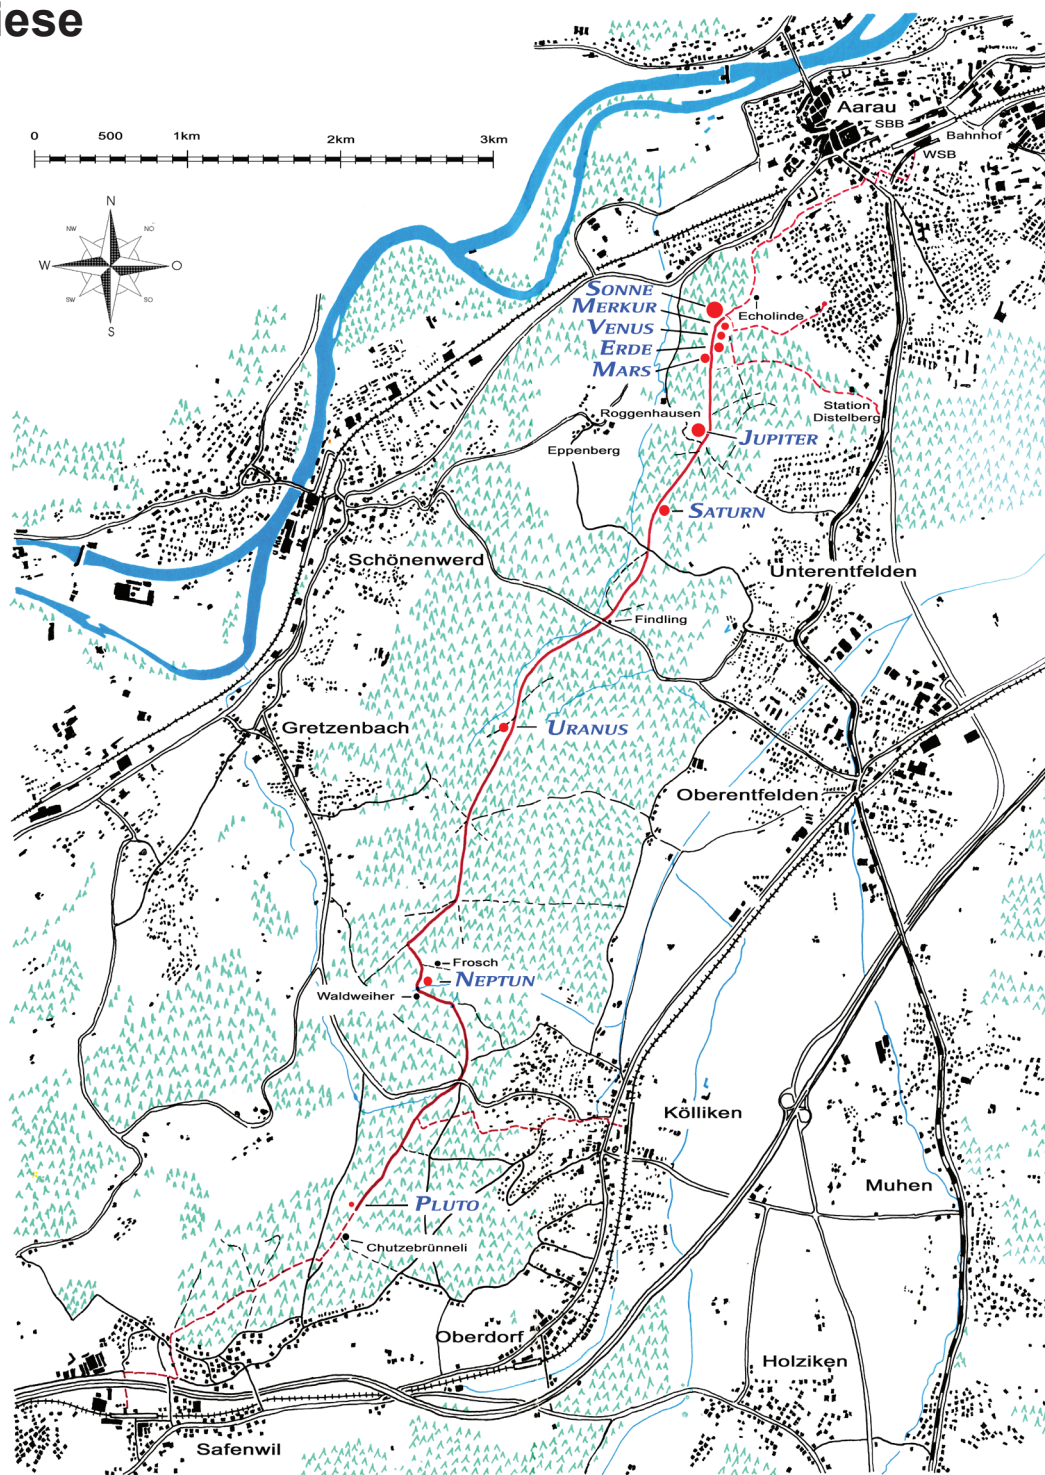 iese
Aarau
SBB
Bahnhof
WSB
0 500 1km 2km 3km
N
NW NO
W O
SW SO
S
SONNE
MERKUR
Echolinde
VENUS
ERDE
MARS
Station
Distelberg
Roggenhausen
JUPITER
Eppenberg
SATURN
Schönenwerd
Unterentfelden
Findling
Gretzenbach
URANUS
Oberentfelden
Frosch
NEPTUN
Waldweiher
Kölliken
Muhen
PLUTO
Chutzebrünneli
Oberdorf
Holziken
Safenwil